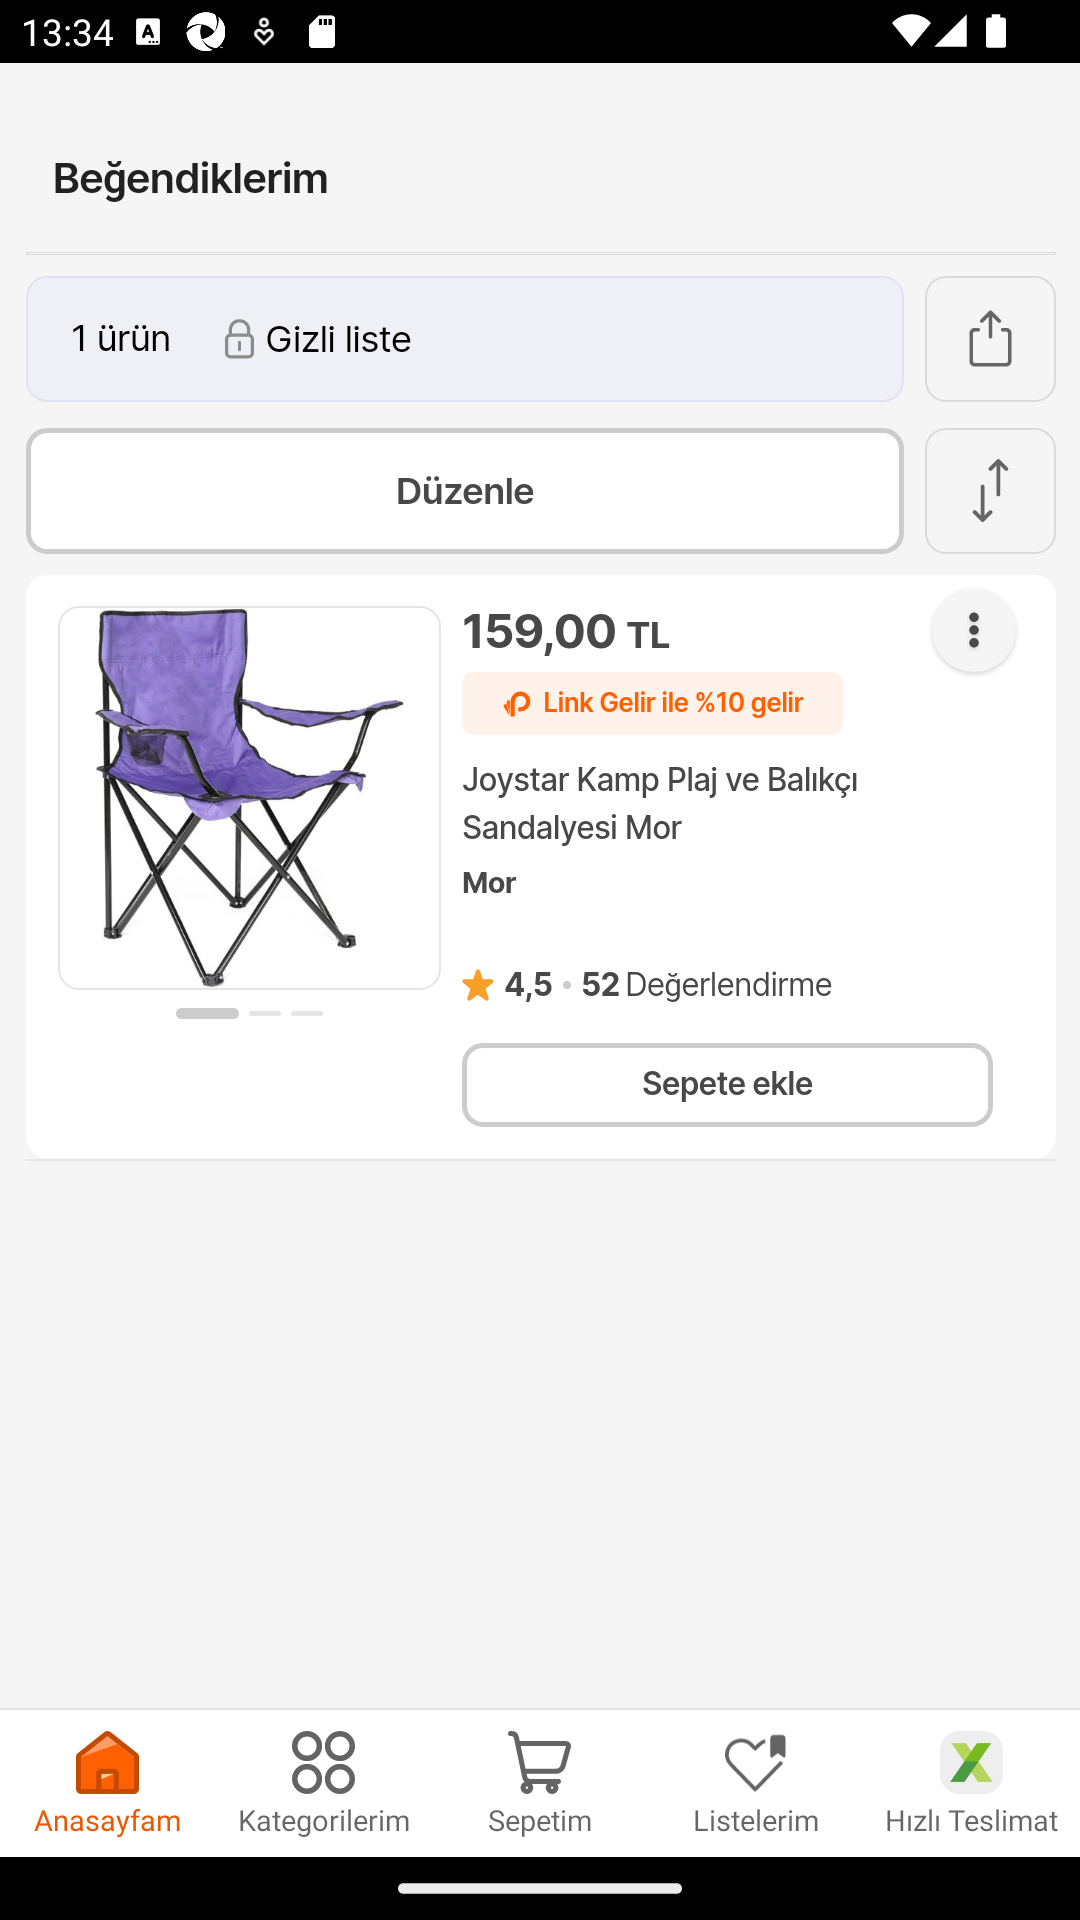 13:34
Beğendiklerim
1 ürün
Gizli liste
Düzenle
159,00 TL
Link Gelir ile %10 gelir
Joystar Kamp Plaj ve Balıkçı
Sandalyesi Mor
Mor
4,5 • 52 Değerlendirme
Sepete ekle
Anasayfam
Kategorilerim
Sepetim
Listelerim
Hızlı Teslimat